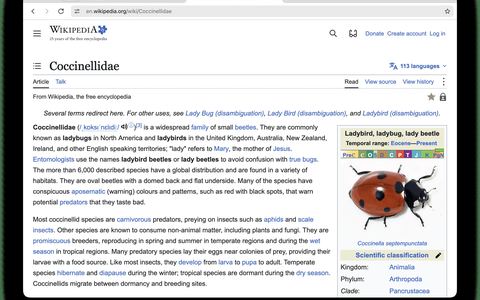 en.wikipedia.org/wiki/Coccinellidae
WIKIPEDIA
25 years of the free encyclopedia
Donate Create account Log in
Coccinellidae
113 languages
Article Talk
Read View source View history
From Wikipedia, the free encyclopedia
Several terms redirect here. For other uses, see Lady Bug (disambiguation), Lady Bird (disambiguation), and Ladybird (disambiguation).
Coccinellidae (/ˌkɒksɪˈnɛlɪdiː/) is a widespread family of small beetles. They are commonly
known as ladybugs in North America and ladybirds in the United Kingdom, Australia, New Zealand,
Ireland, and other English speaking territories; "lady" refers to Mary, the mother of Jesus.
Entomologists use the names ladybird beetles or lady beetles to avoid confusion with true bugs.
The more than 6,000 described species have a global distribution and are found in a variety of
habitats. They are oval beetles with a domed back and flat underside. Many of the species have
conspicuous aposematic (warning) colours and patterns, such as red with black spots, that warn
potential predators that they taste bad.
Most coccinellid species are carnivorous predators, preying on insects such as aphids and scale
insects. Other species are known to consume non-animal matter, including plants and fungi. They are
promiscuous breeders, reproducing in spring and summer in temperate regions and during the wet
season in tropical regions. Many predatory species lay their eggs near colonies of prey, providing their
larvae with a food source. Like most insects, they develop from larva to pupa to adult. Temperate
species hibernate and diapause during the winter; tropical species are dormant during the dry season.
Coccinellids migrate between dormancy and breeding sites.
Ladybird, ladybug, lady beetle
Temporal range: Eocene–Present
PreꞒ Ꞓ O S D C P T J K Pg N
Coccinella septempunctata
Scientific classification
Kingdom: Animalia
Phylum: Arthropoda
Clade: Pancrustacea